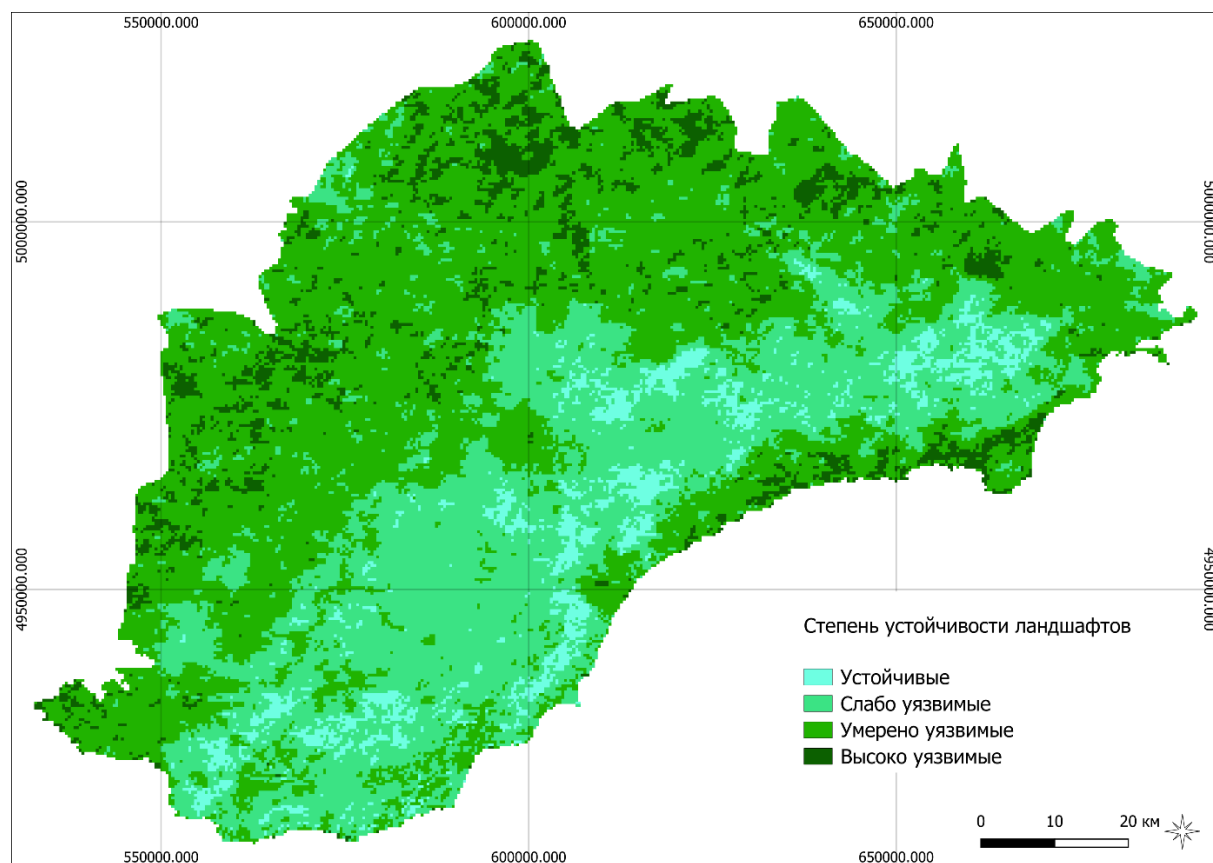 550000.000 600000.000 650000.000
5000000.000 5000000.000
4950000.000 4950000.000
Степень устойчивости ландшафтов
Устойчивые
Слабо уязвимые
Умерено уязвимые
Высоко уязвимые
0 10 20 км
550000.000 600000.000 650000.000